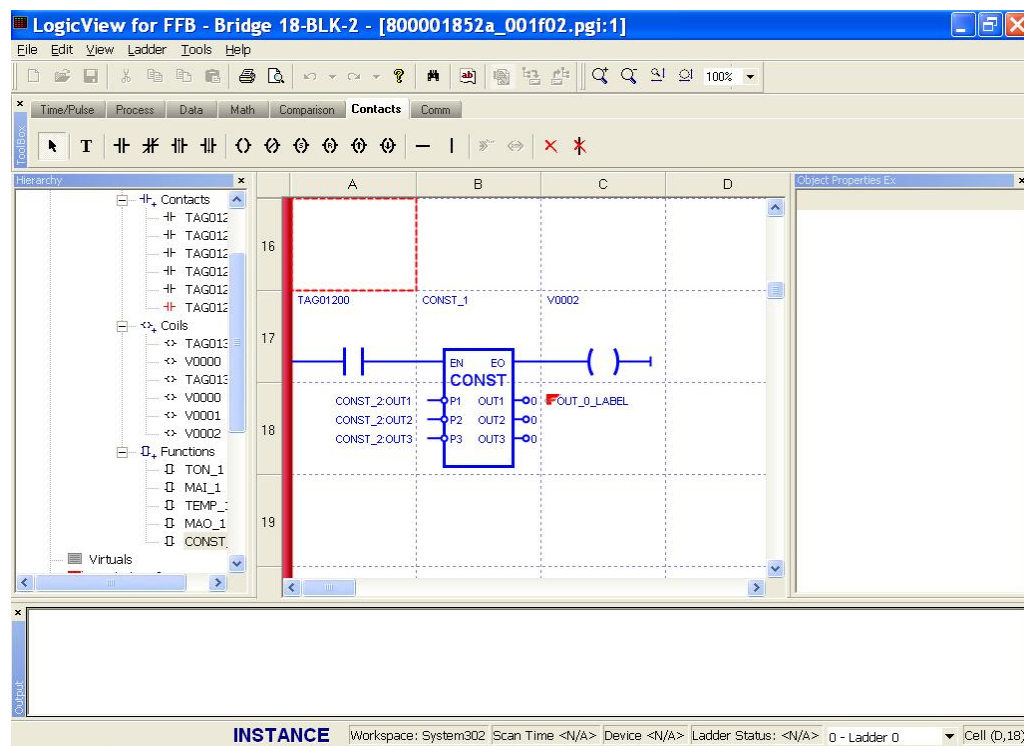 LogicView for FFB - Bridge 18-BLK-2 - [800001852a_001f02.pgi:1]
File Edit View Ladder Tools Help
100%
Time/Pulse Process Data Math Comparison Contacts Comm
ToolBox
T
Hierarchy
Contacts
TAG012
TAG012
TAG012
TAG012
TAG012
TAG012
Coils
TAG013
V0000
TAG013
V0000
V0001
V0002
Functions
TON_1
MAI_1
TEMP_1
MAO_1
CONST_
Virtuals
A B C D
16
TAG01200 CONST_1 V0002
17
EN EO
CONST
CONST_2:OUT1 P1 OUT1 0 OUT_0_LABEL
18
CONST_2:OUT2 P2 OUT2 0
CONST_2:OUT3 P3 OUT3 0
19
Object Properties Ex
Output
INSTANCE Workspace: System302 Scan Time <N/A> Device <N/A> Ladder Status: <N/A> 0 - Ladder 0 Cell (D,18)